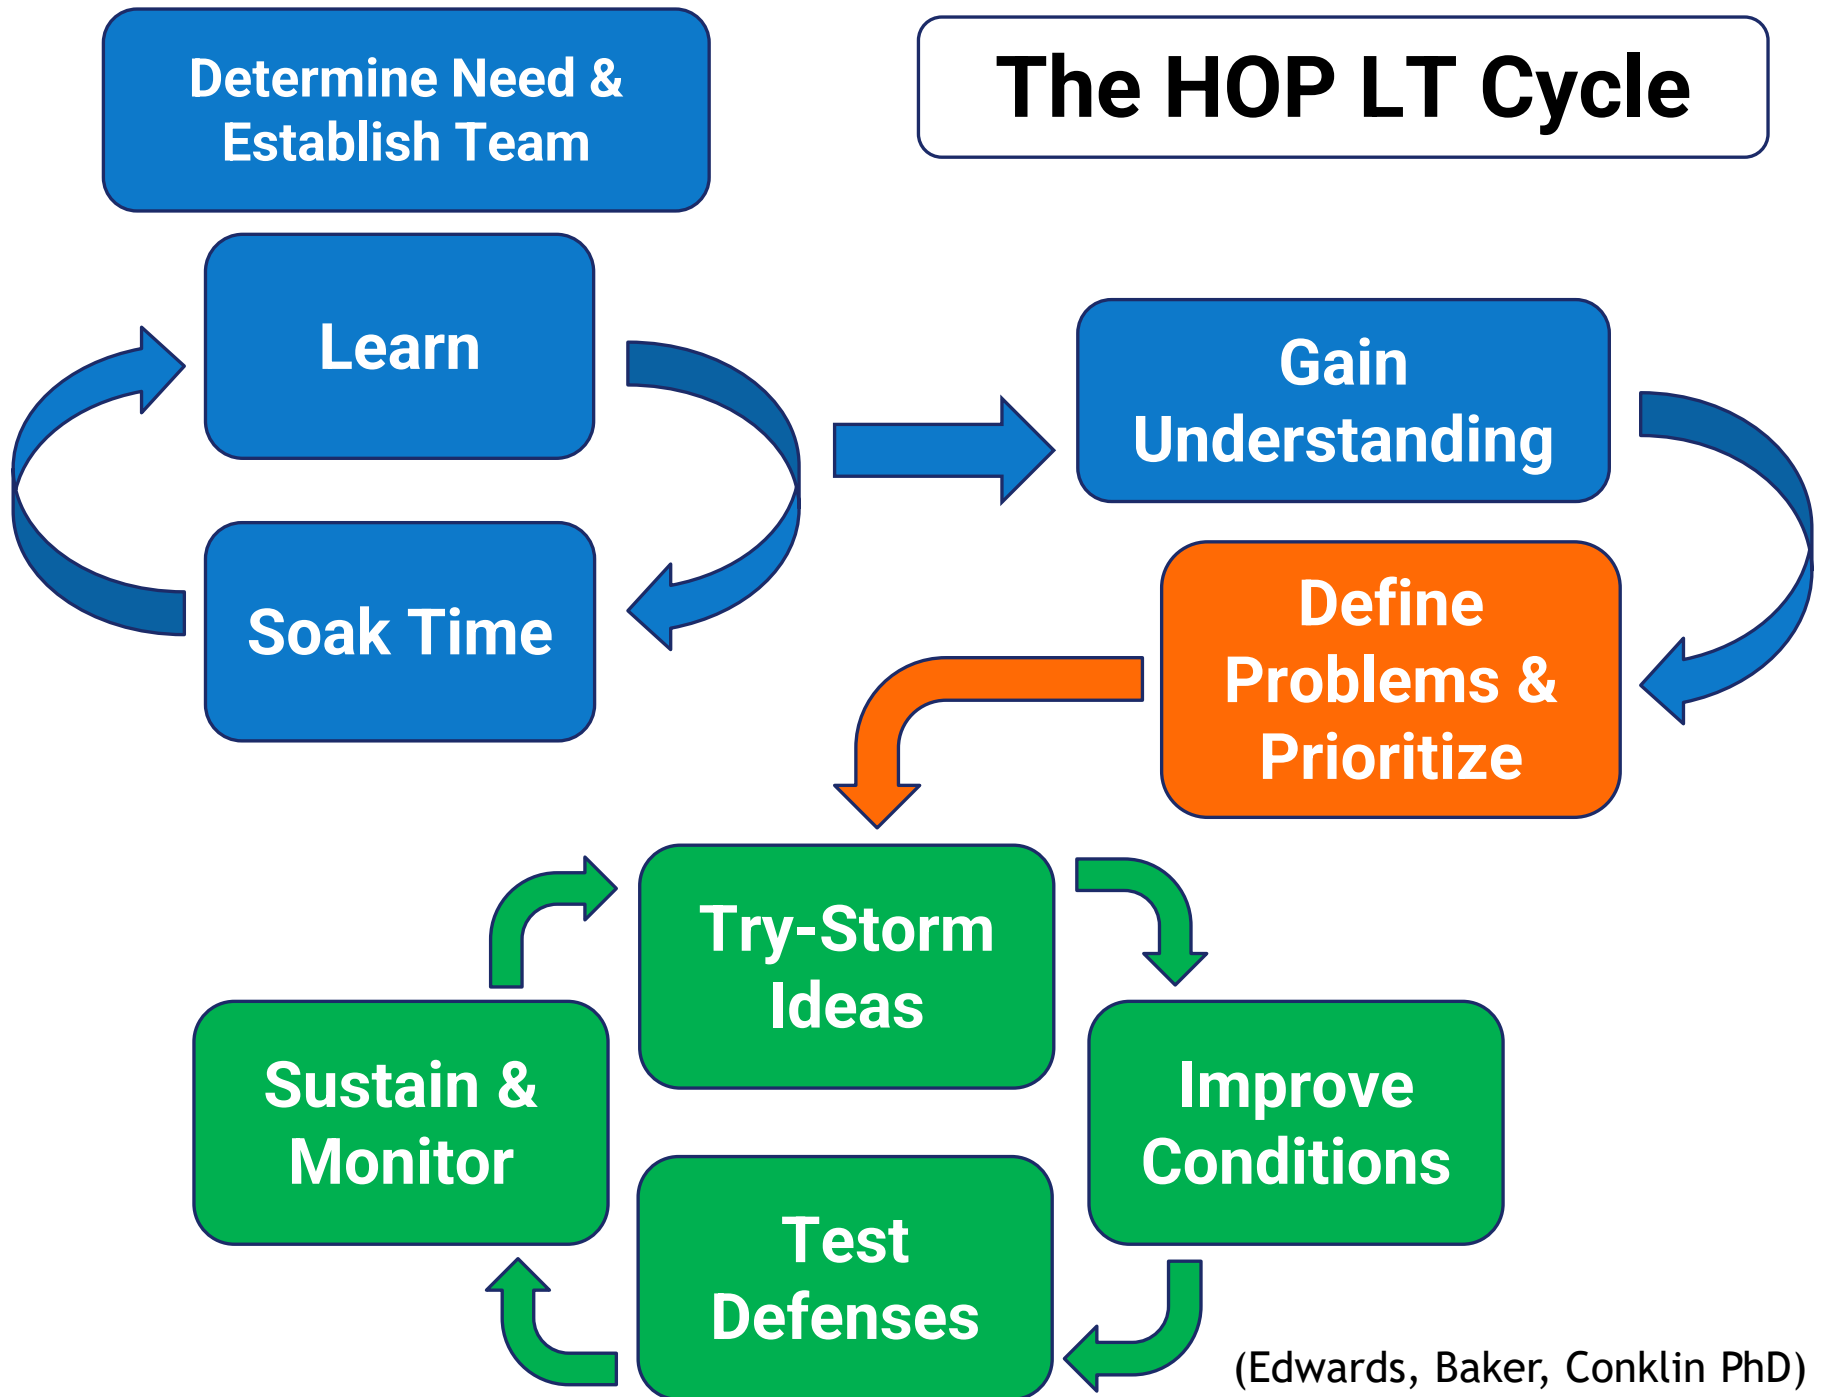 Determine Need &
Establish Team
The HOP LT Cycle
Learn
Soak Time
Gain
Understanding
Define
Problems &
Prioritize
Try-Storm
Ideas
Sustain &
Monitor
Improve
Conditions
Test
Defenses
(Edwards, Baker, Conklin PhD)